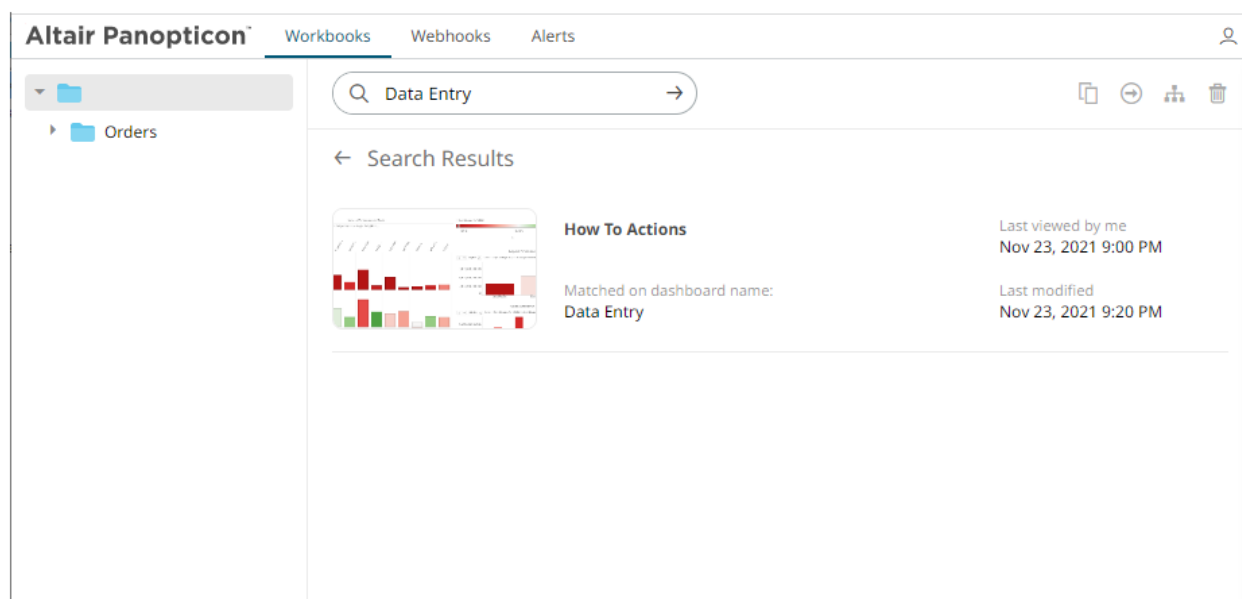 Altair Panopticon™ Workbooks Webhooks Alerts
Data Entry
Orders
Search Results
How To Actions
Last viewed by me
Nov 23, 2021 9:00 PM
Matched on dashboard name:
Data Entry
Last modified
Nov 23, 2021 9:20 PM